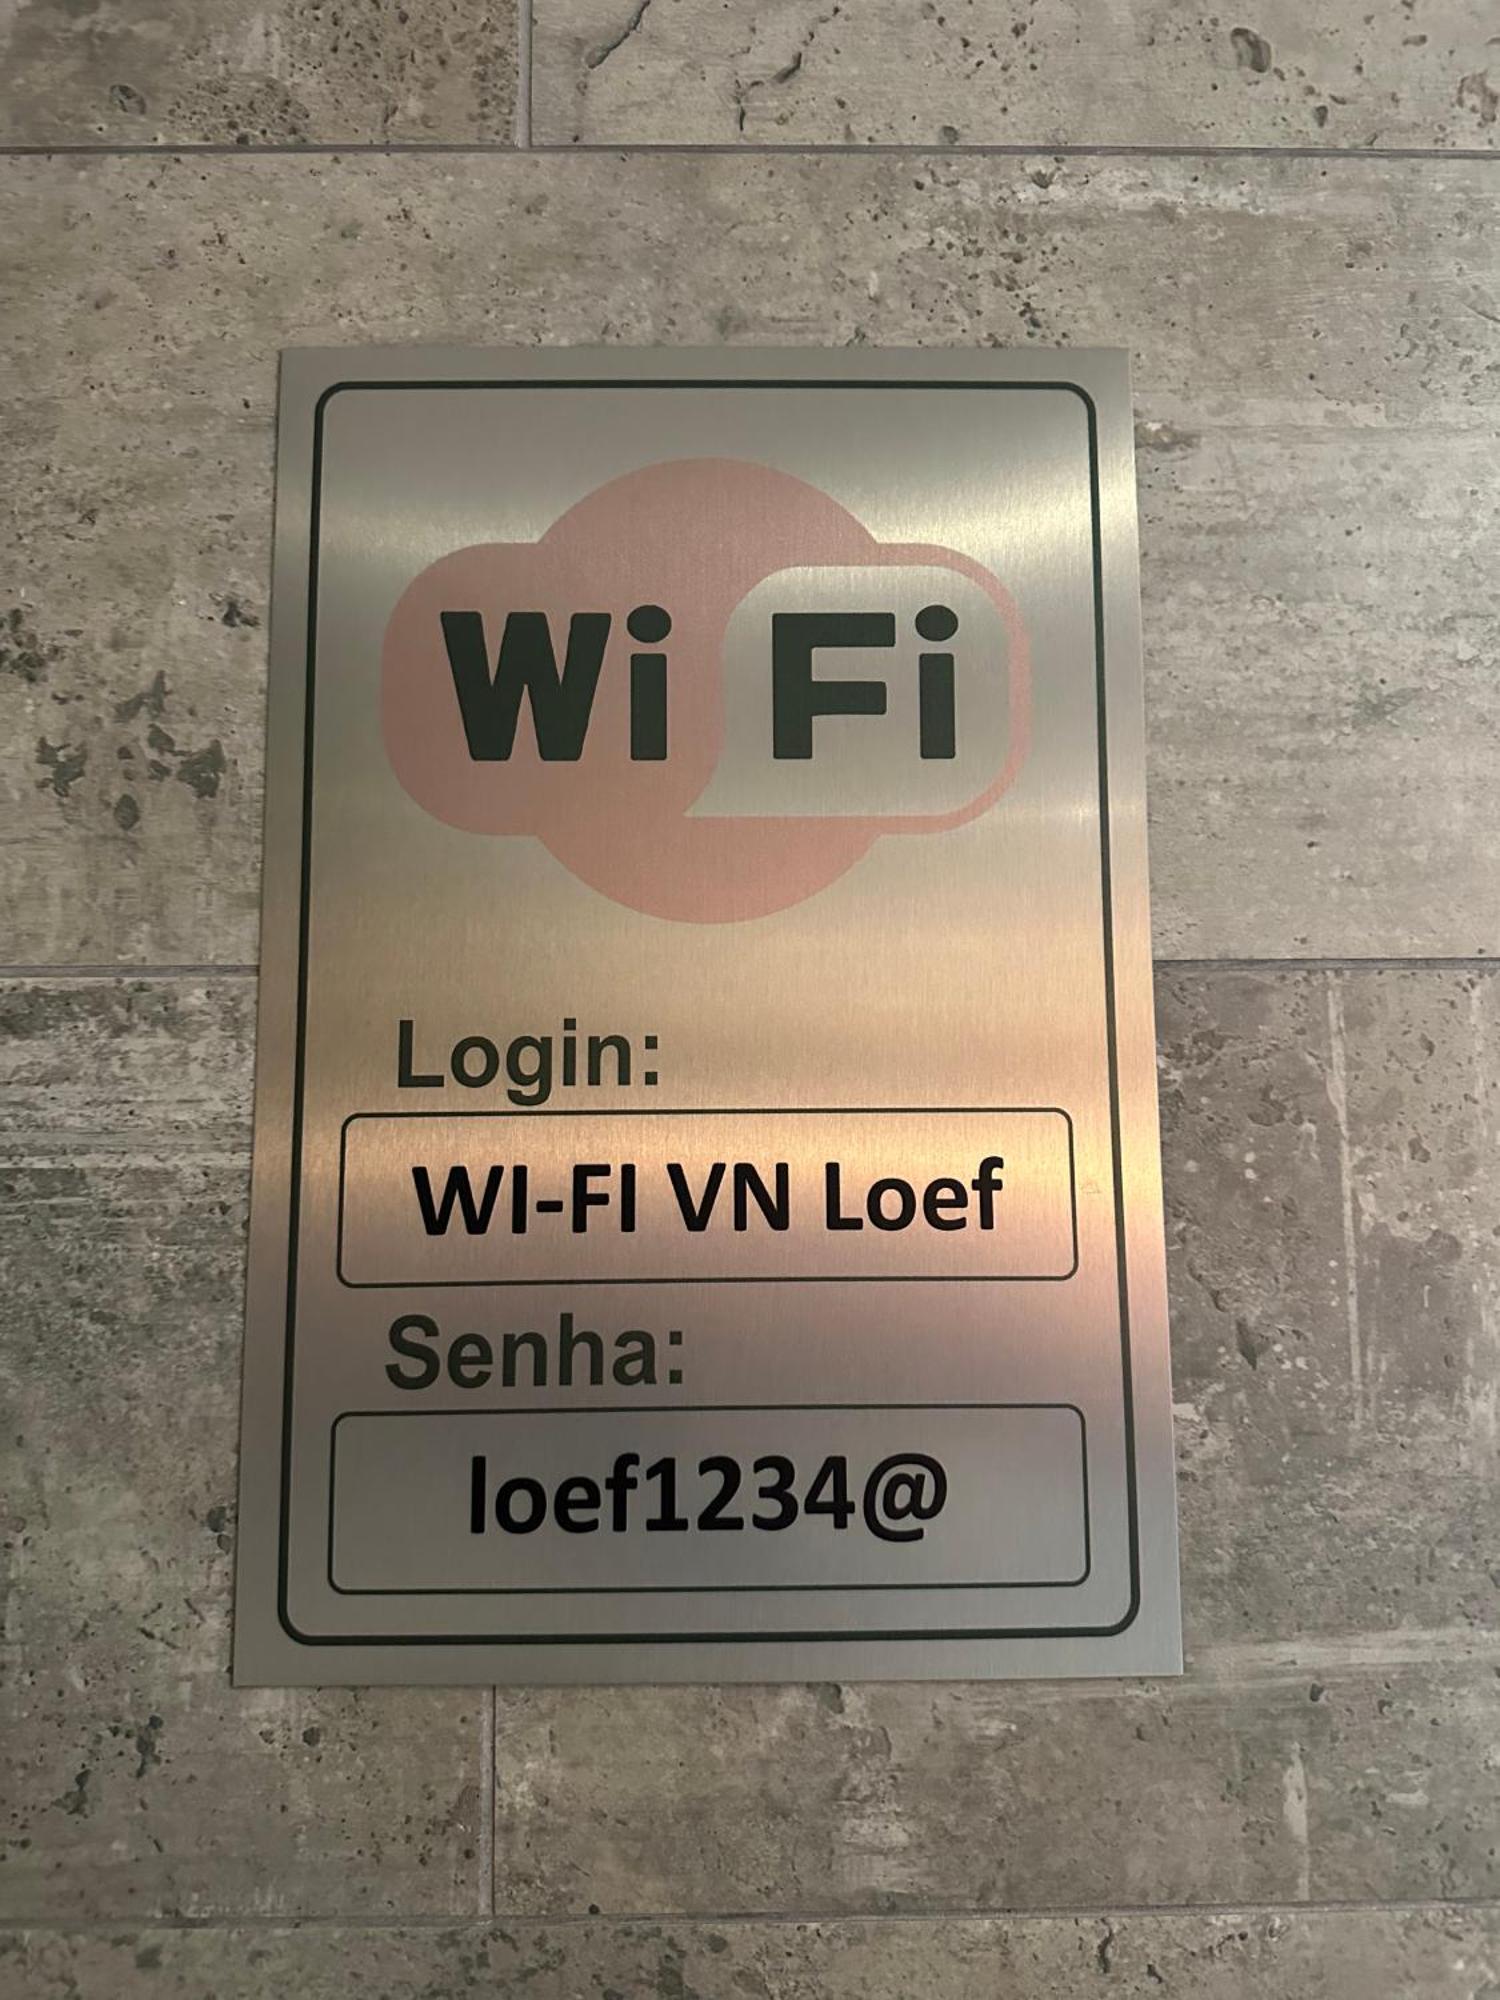 Wi Fi
Login:
WI-FI VN Loef
Senha:
loef1234@